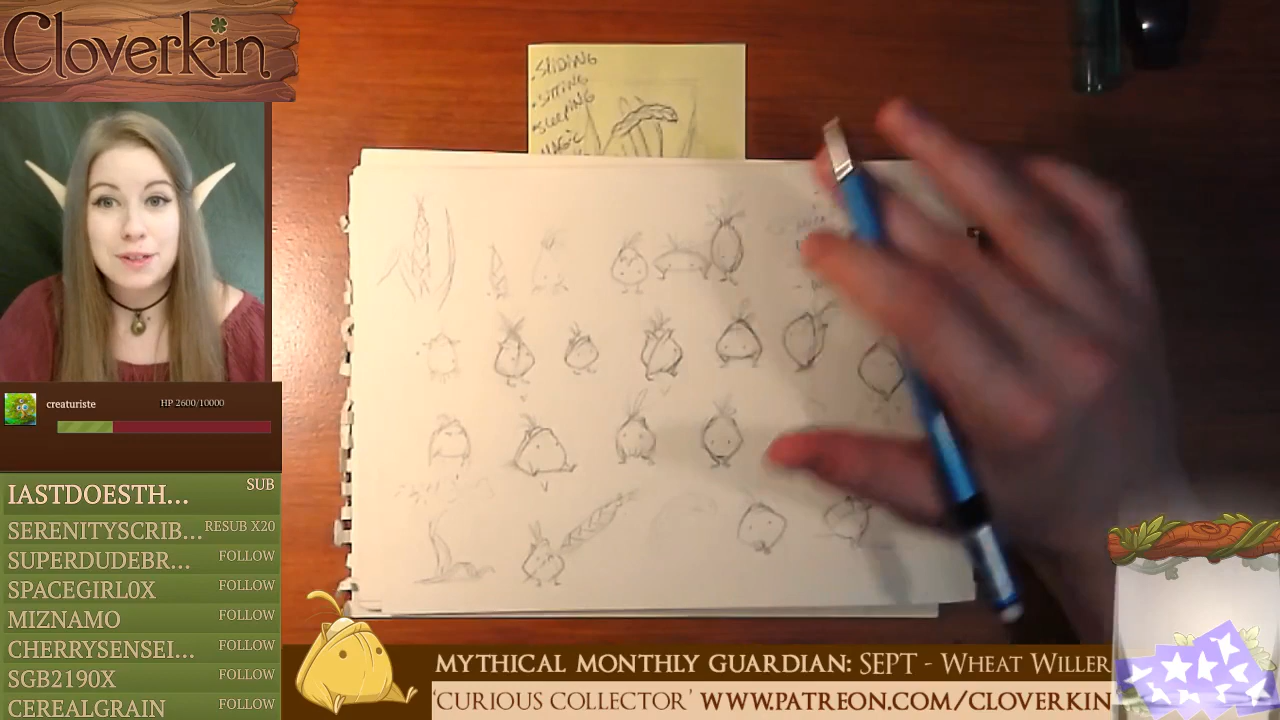 Cloverkin
SLIDING
SITTING
SLEEPING
MAGIC
creaturiste
HP 2600/10000
IASTDOESTH...
SUB
SERENITYSCRIB...
RESUB X20
SUPERDUDEBR...
FOLLOW
SPACEGIRL0X
FOLLOW
MIZNAMO
FOLLOW
CHERRYSENSEI...
FOLLOW
SGB2190X
FOLLOW
CEREALGRAIN
FOLLOW
MYTHICAL MONTHLY GUARDIAN: SEPT - WHEAT WILLER
'CURIOUS COLLECTOR' WWW.PATREON.COM/CLOVERKIN